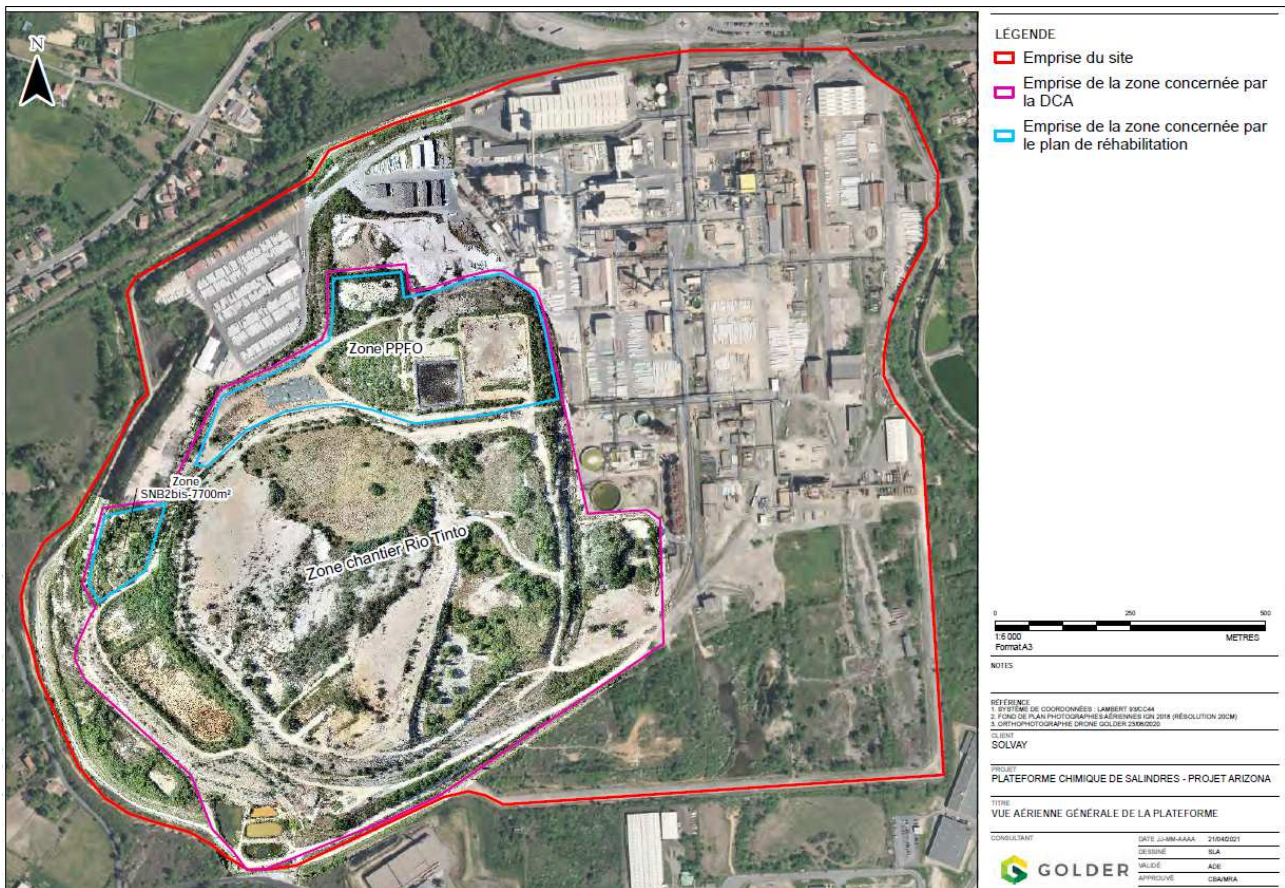 N
Zone PPFO
Zone
SNB2bis-7700m²
Zone chantier Rio Tinto
LÉGENDE
Emprise du site
Emprise de la zone concernée par
la DCA
Emprise de la zone concernée par
le plan de réhabilitation
0 250 500
1:6 000 METRES
Format A3
NOTES
RÉFÉRENCE
1. SYSTÈME DE COORDONNÉES : LAMBERT 93/CC44
2. FOND DE PLAN PHOTOGRAPHIES AÉRIENNES IGN 2018 (RÉSOLUTION 20CM)
3. ORTHOPHOTOGRAPHIE DRONE GOLDER 23/06/2020
CLIENT
SOLVAY
PROJET
PLATEFORME CHIMIQUE DE SALINDRES - PROJET ARIZONA
TITRE
VUE AÉRIENNE GÉNÉRALE DE LA PLATEFORME
CONSULTANT
DATE JJ-MM-AAAA 21/04/2021
DESSINÉ SLA
VALIDÉ ADE
APPROUVÉ CBA/MRA
GOLDER